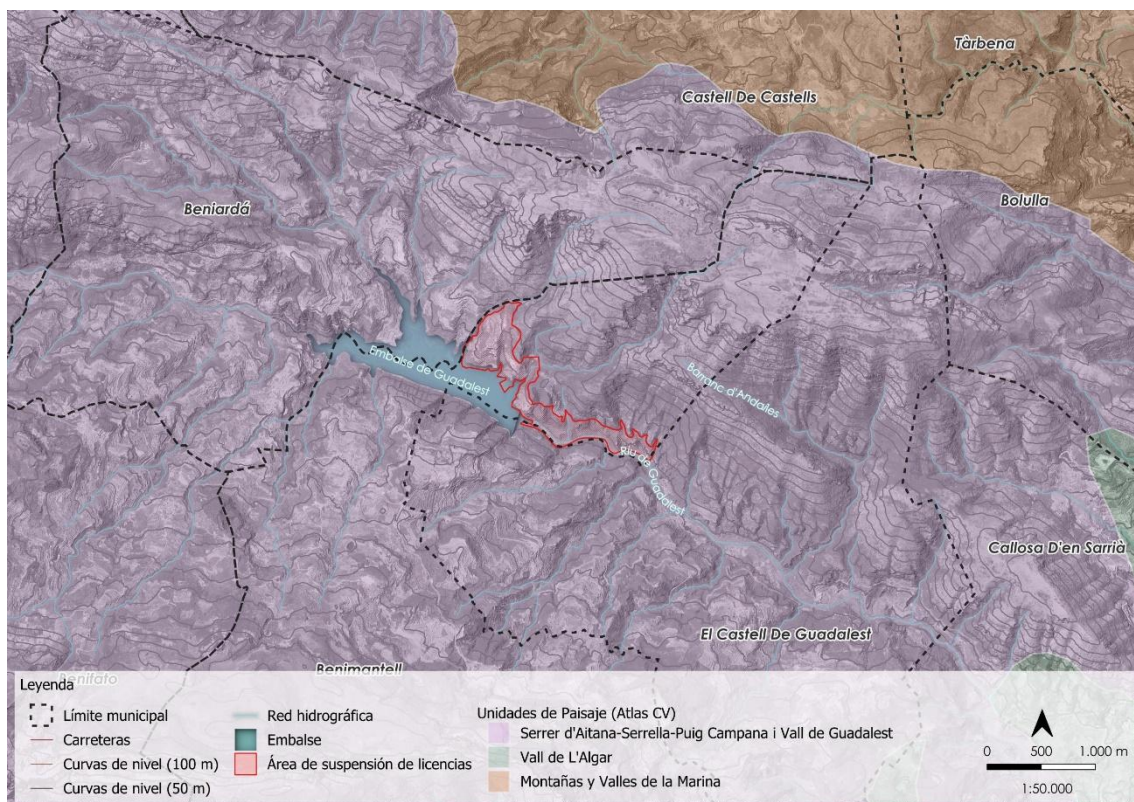 Tàrbena
Castell De Castells
Bolulla
Beniardá
Embalse de Guadalest
Barranc d'Andailes
Riu de Guadalest
Callosa D'en Sarrià
El Castell De Guadalest
Benimantell
Benifato
Leyenda
Límite municipal
Carreteras
Curvas de nivel (100 m)
Curvas de nivel (50 m)
Red hidrográfica
Embalse
Área de suspensión de licencias
Unidades de Paisaje (Atlas CV)
Serrer d'Aitana-Serrella-Puig Campana i Vall de Guadalest
Vall de L'Algar
Montañas y Valles de la Marina
0 500 1.000 m
1:50.000